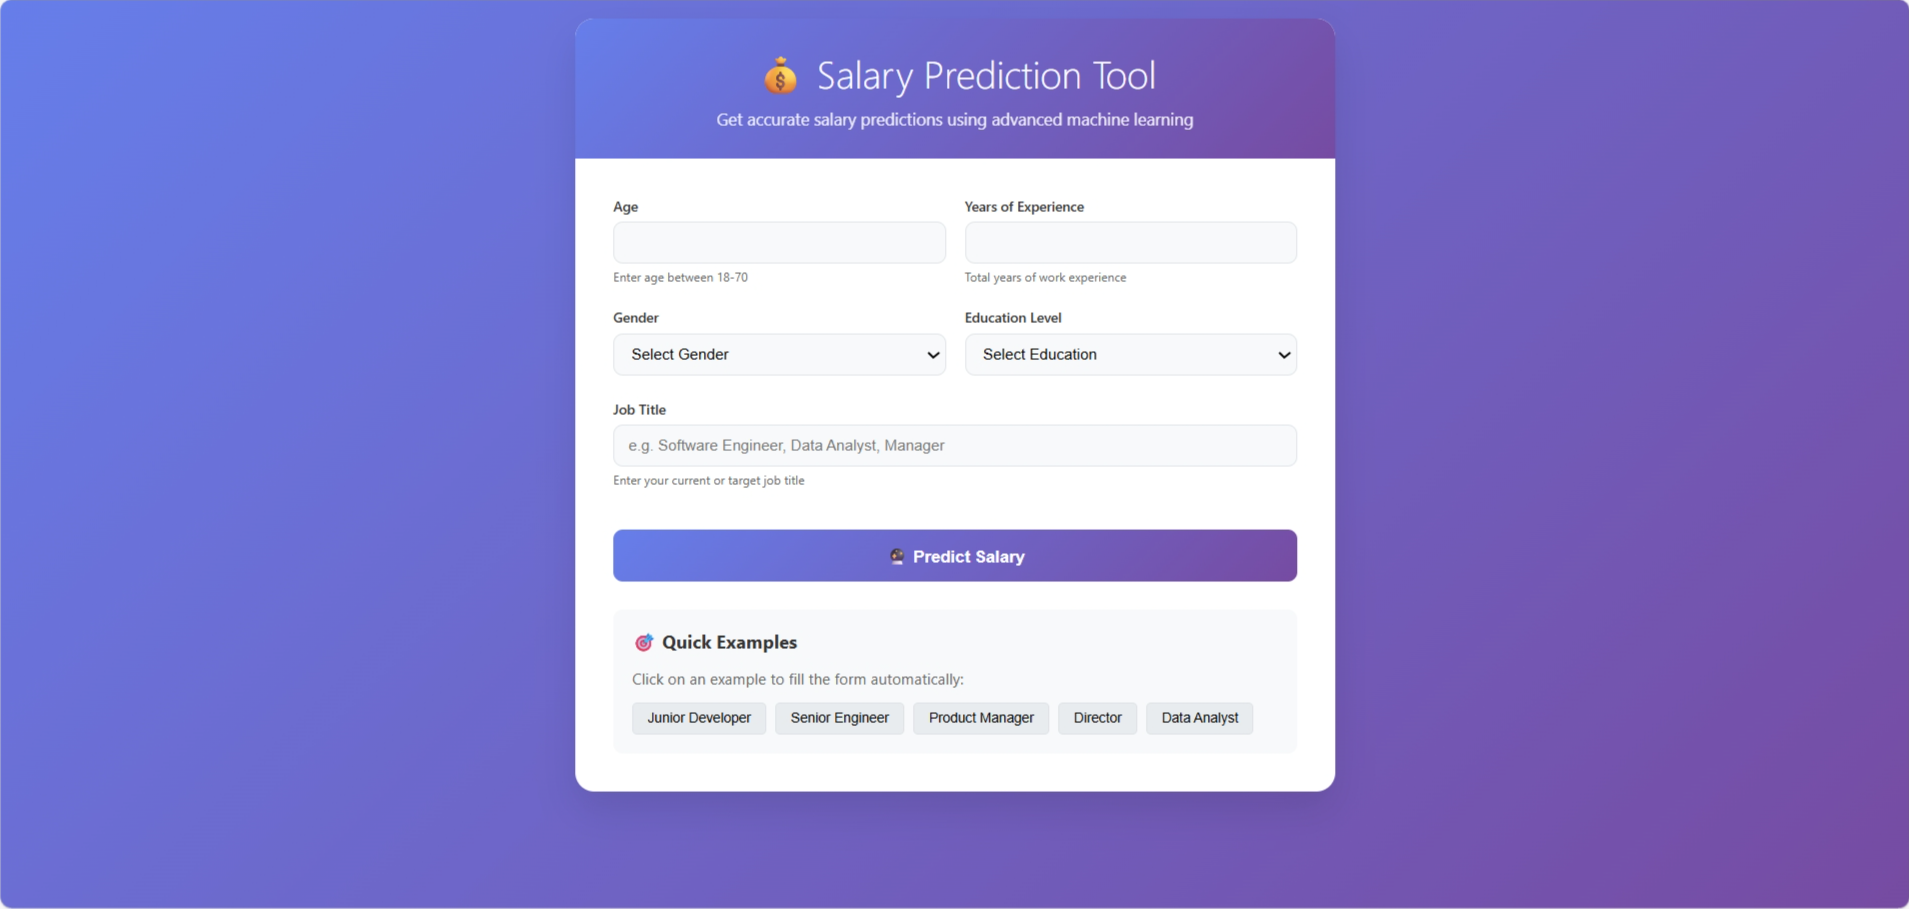 Salary Prediction Tool
Get accurate salary predictions using advanced machine learning
Age
Years of Experience
Enter age between 18-70
Total years of work experience
Gender
Education Level
Select Gender
Select Education
Job Title
e.g. Software Engineer, Data Analyst, Manager
Enter your current or target job title
Predict Salary
Quick Examples
Click on an example to fill the form automatically:
Junior Developer Senior Engineer Product Manager Director Data Analyst